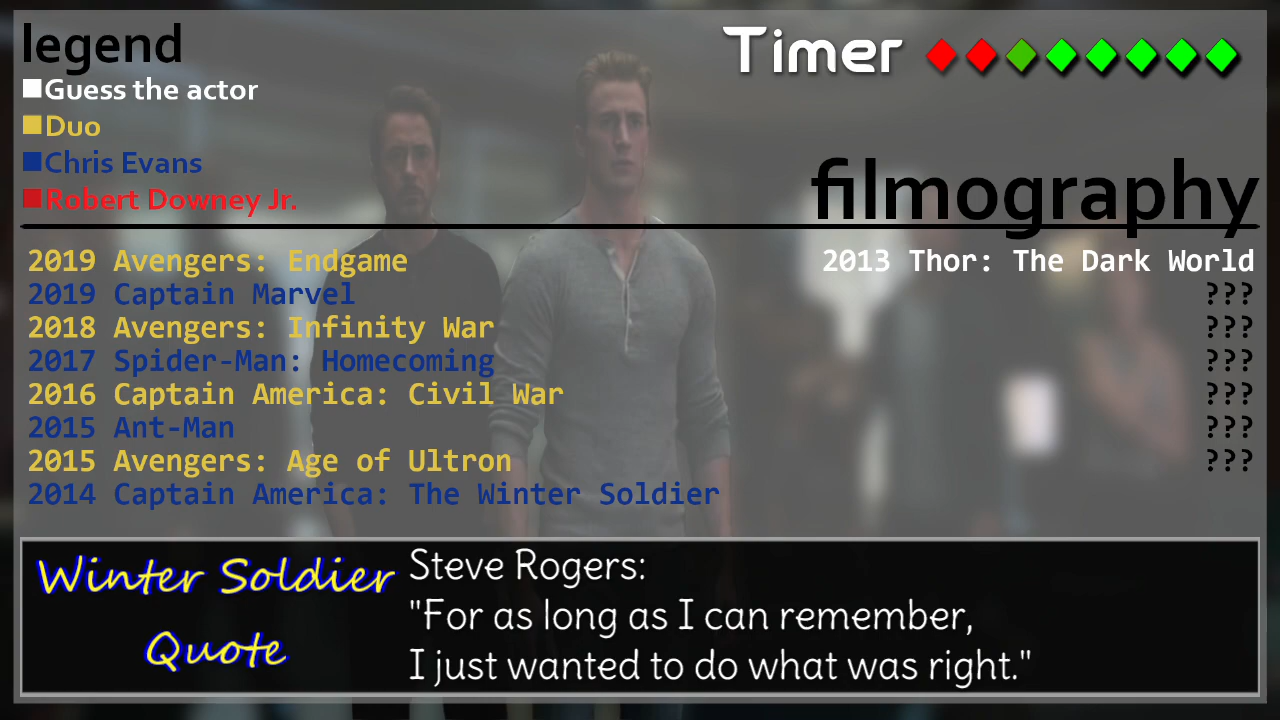 legend
Guess the actor
Duo
Chris Evans
Robert Downey Jr.
Timer
filmography
2019 Avengers: Endgame
2019 Captain Marvel
2018 Avengers: Infinity War
2017 Spider-Man: Homecoming
2016 Captain America: Civil War
2015 Ant-Man
2015 Avengers: Age of Ultron
2014 Captain America: The Winter Soldier
2013 Thor: The Dark World
???
???
???
???
???
???
Winter Soldier
Quote
Steve Rogers:
"For as long as I can remember,
I just wanted to do what was right."